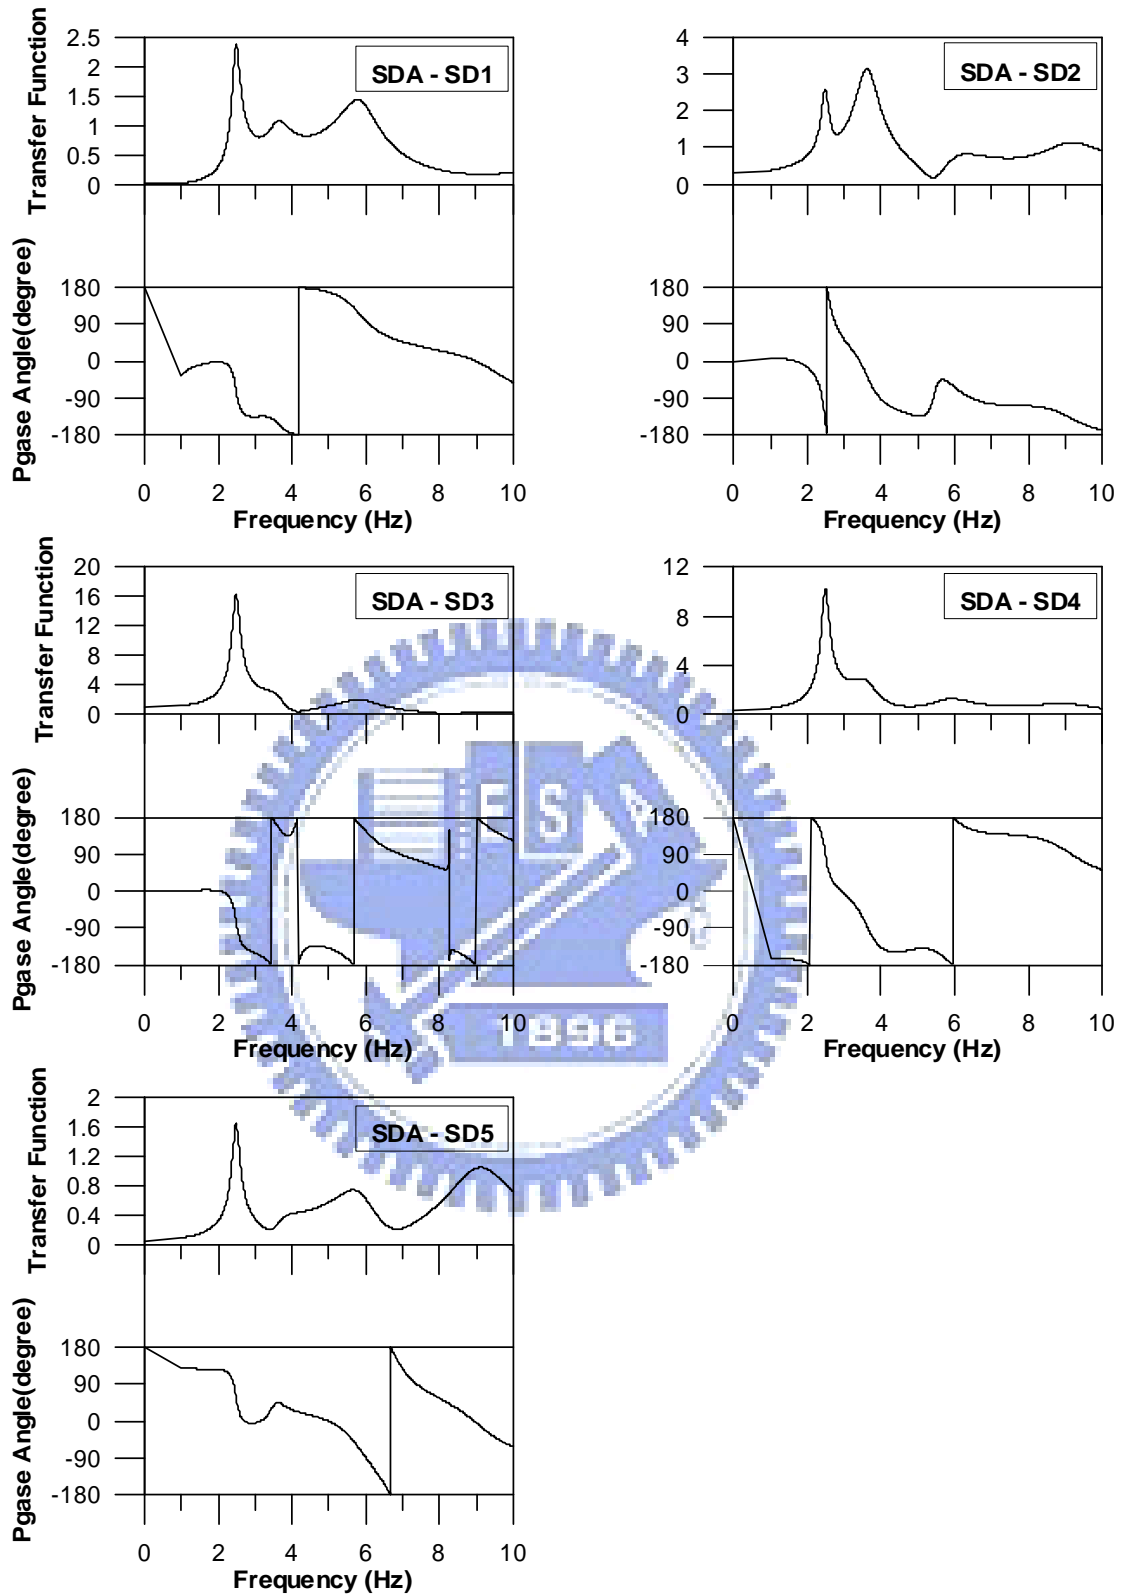 Transfer Function
2.5
2
1.5
1
0.5
0
SDA - SD1
Pgase Angle(degree)
180
90
0
-90
-180
0 2 4 6 8 10
Frequency (Hz)
4
3
2
1
0
SDA - SD2
180
90
0
-90
-180
0 2 4 6 8 10
Frequency (Hz)
Transfer Function
20
16
12
8
4
0
SDA - SD3
Pgase Angle(degree)
180
90
0
-90
-180
0 2 4 6 8 10
Frequency (Hz)
12
8
4
0
SDA - SD4
180
90
0
-90
-180
0 2 4 6 8 10
Frequency (Hz)
E S A
1896
Transfer Function
2
1.6
1.2
0.8
0.4
0
SDA - SD5
Pgase Angle(degree)
180
90
0
-90
-180
0 2 4 6 8 10
Frequency (Hz)